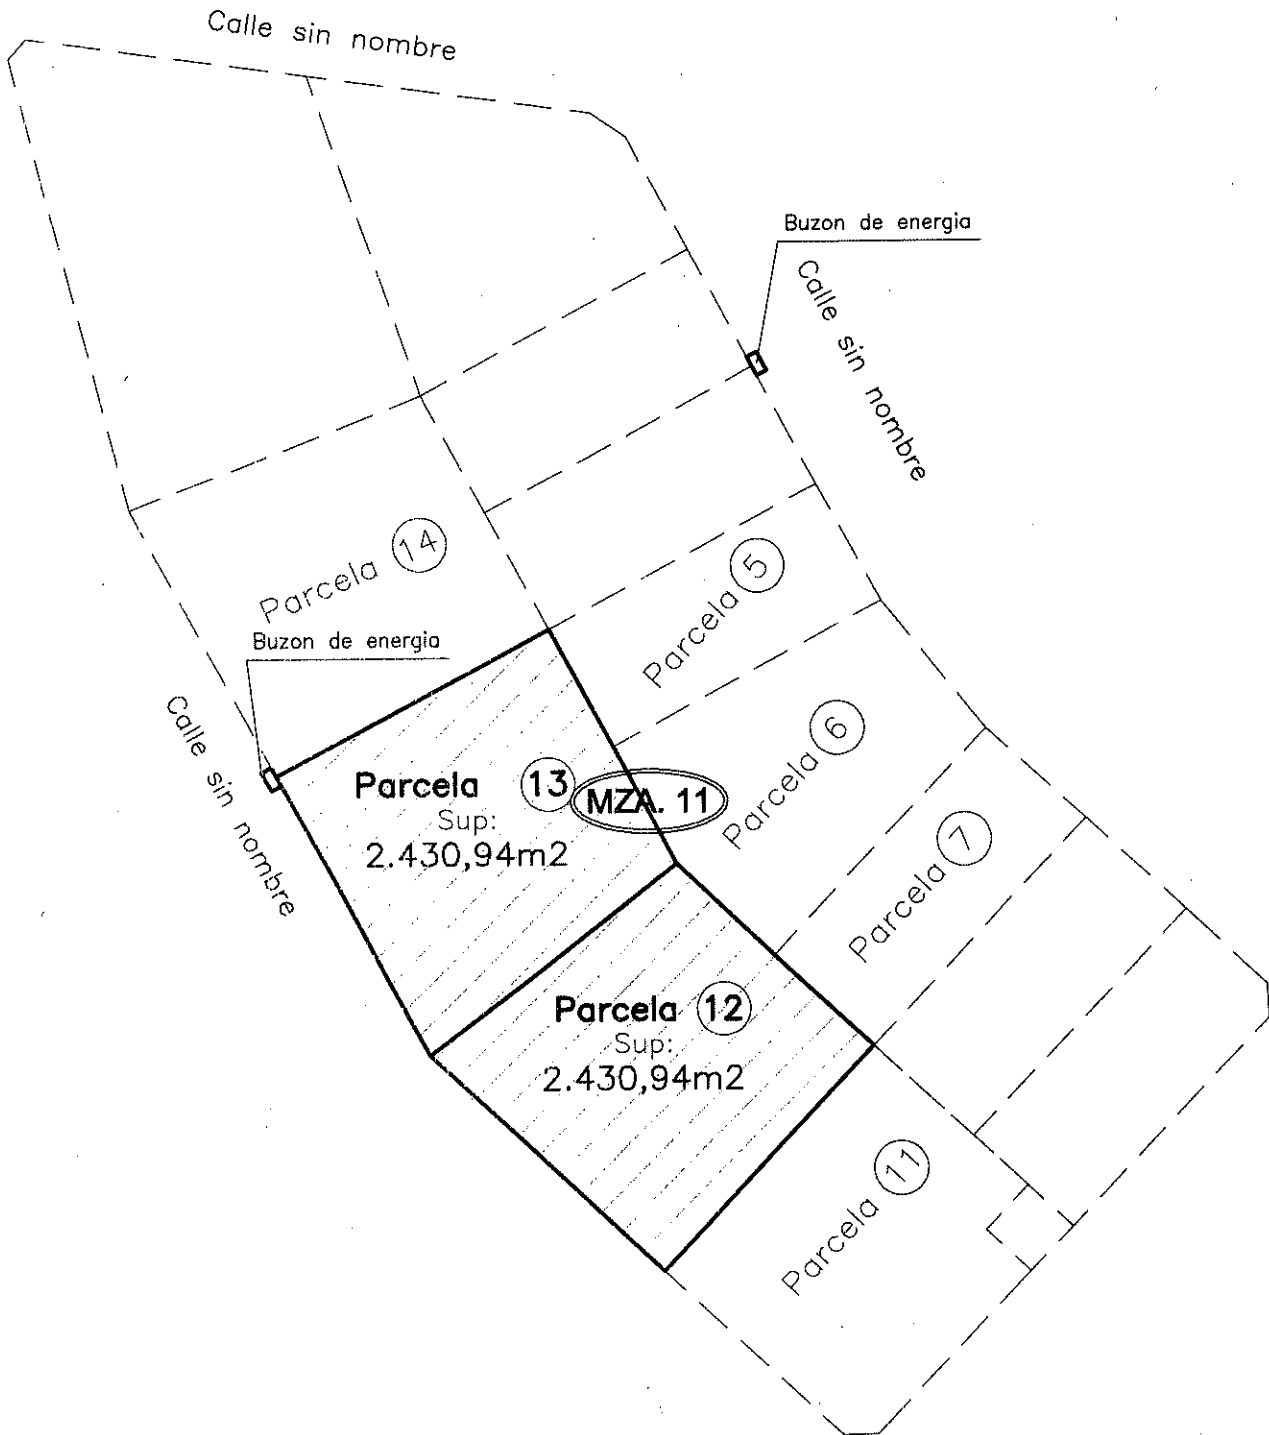 Calle sin nombre
Buzon de energia
Calle sin nombre
Parcela 14
Parcela 5
Buzon de energia
Calle sin nombre
Parcela 6
Parcela 13
Sup:
2.430,94m2
MZA. 11
Parcela 7
Parcela 12
Sup:
2.430,94m2
Parcela 11